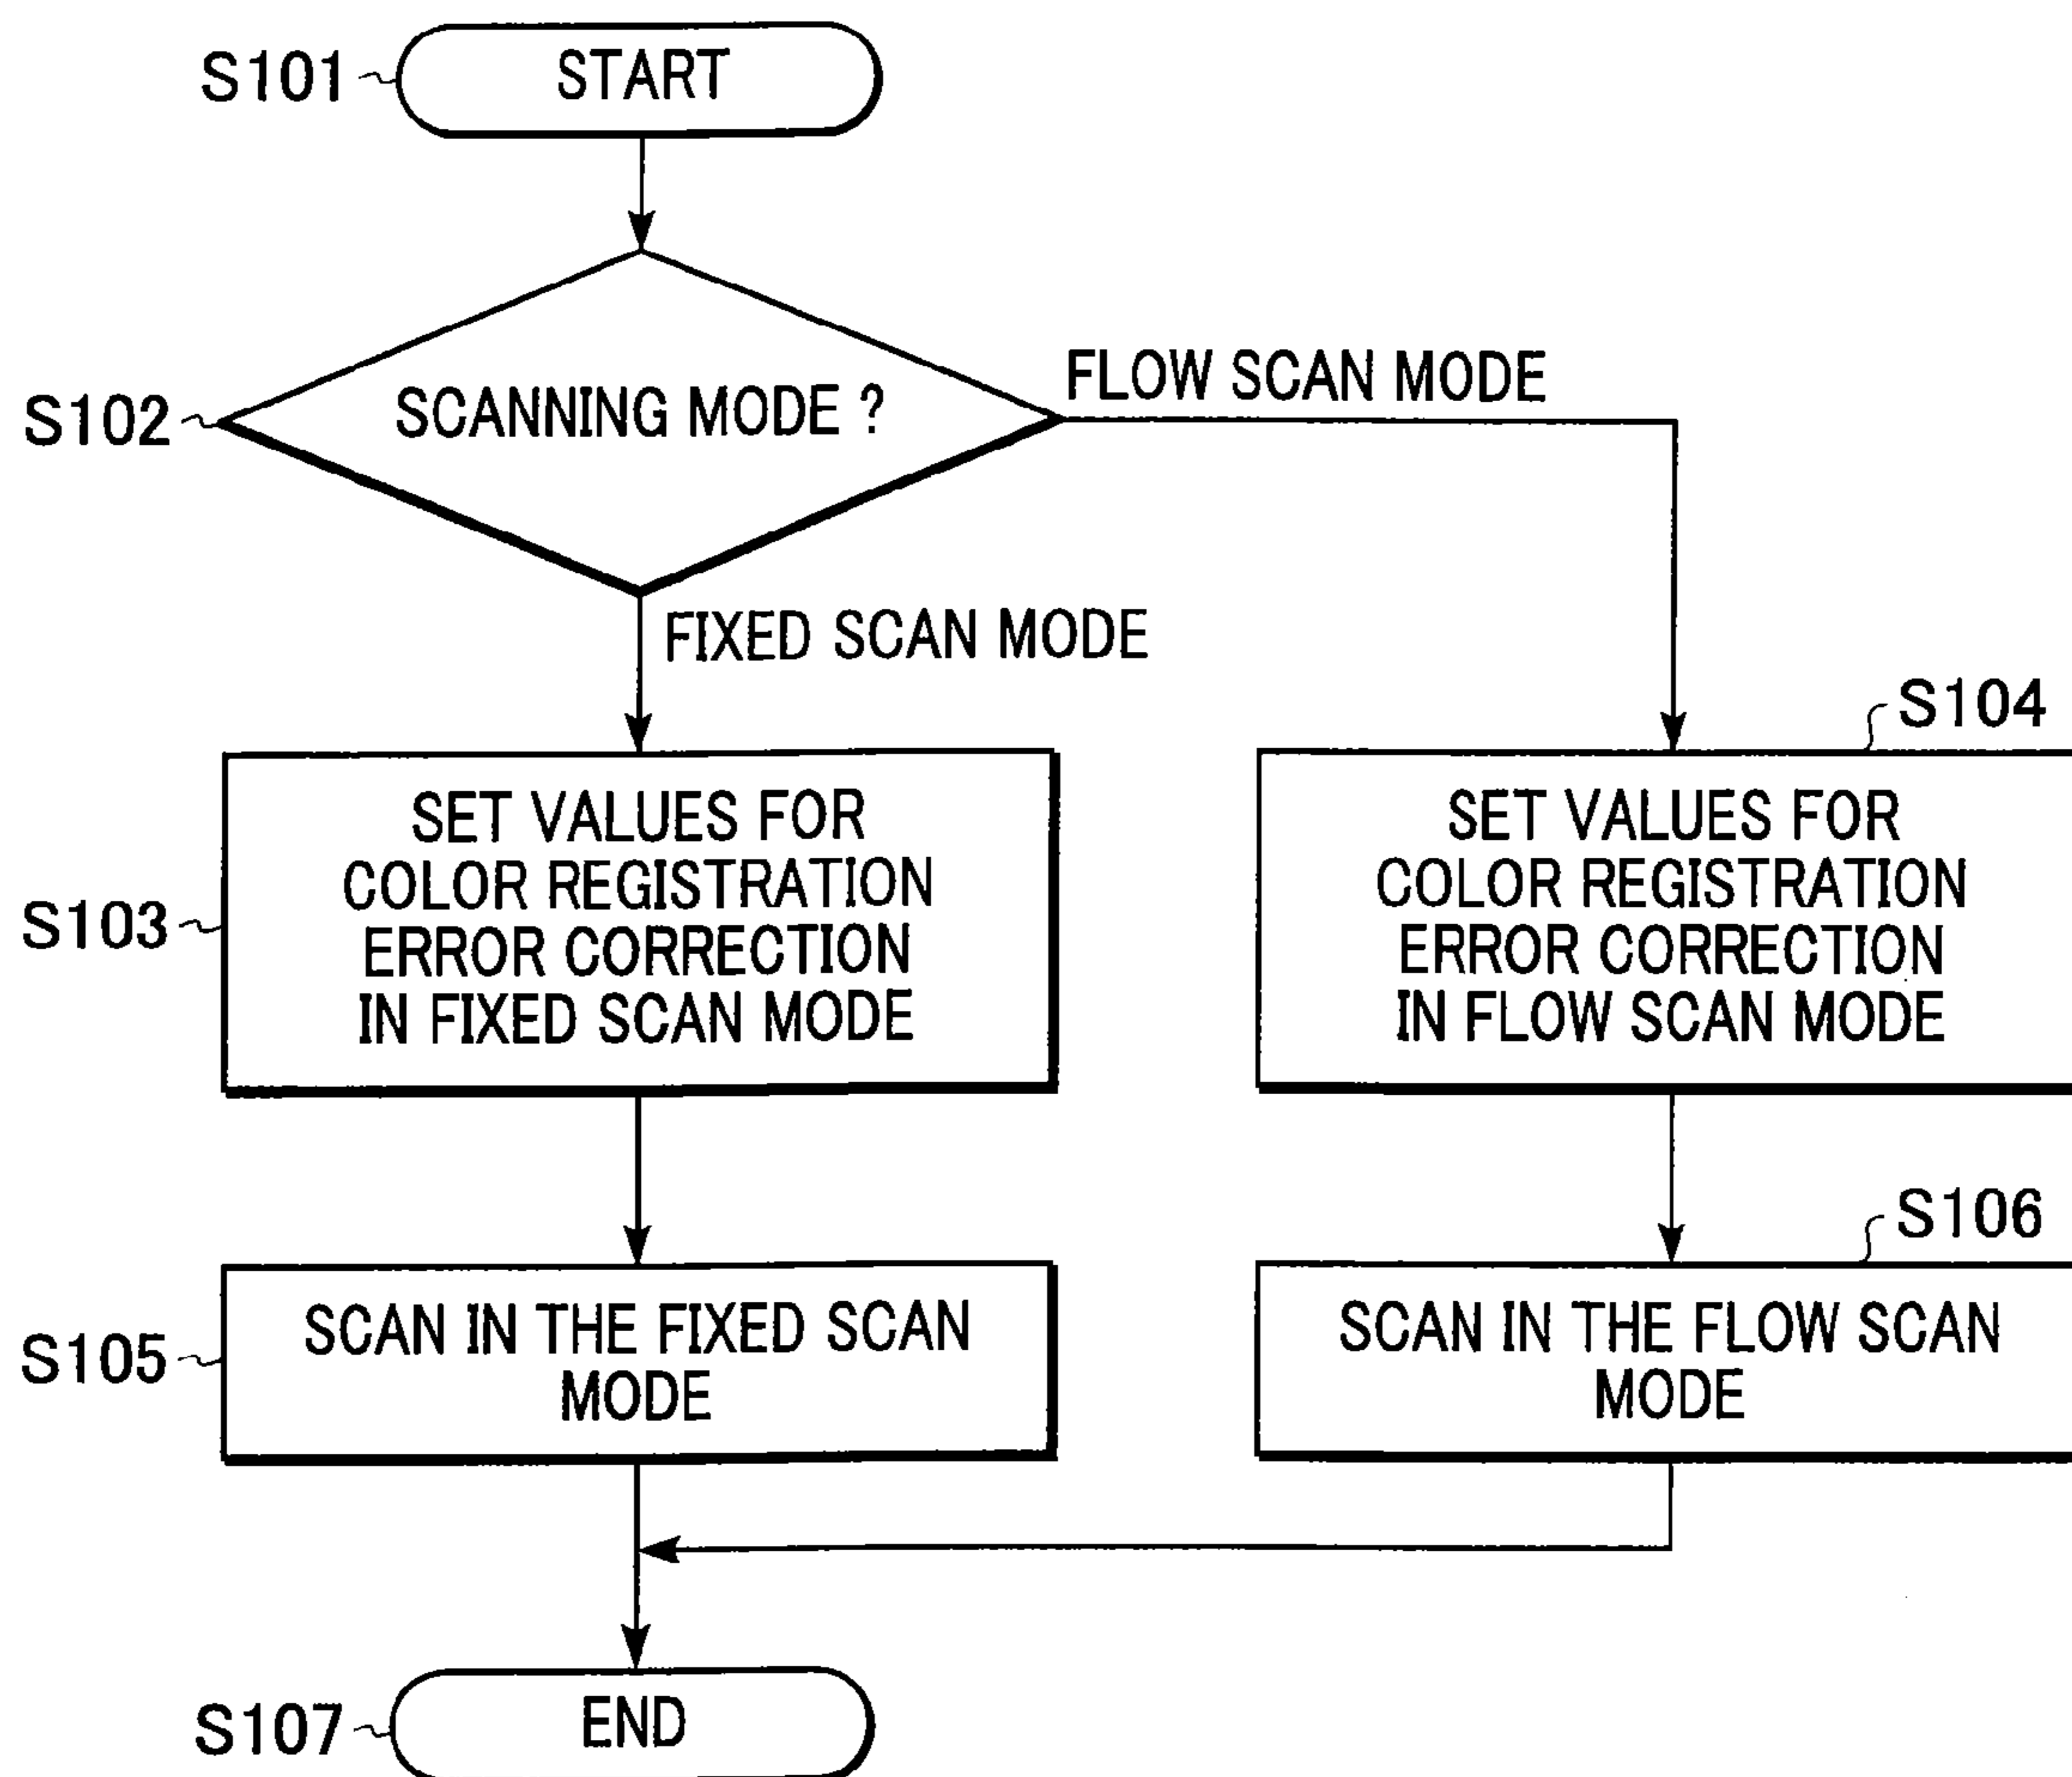 S101
START
S102
SCANNING MODE ?
FLOW SCAN MODE
FIXED SCAN MODE
S103
SET VALUES FOR
COLOR REGISTRATION
ERROR CORRECTION
IN FIXED SCAN MODE
S104
SET VALUES FOR
COLOR REGISTRATION
ERROR CORRECTION
IN FLOW SCAN MODE
S105
SCAN IN THE FIXED SCAN
MODE
S106
SCAN IN THE FLOW SCAN
MODE
S107
END